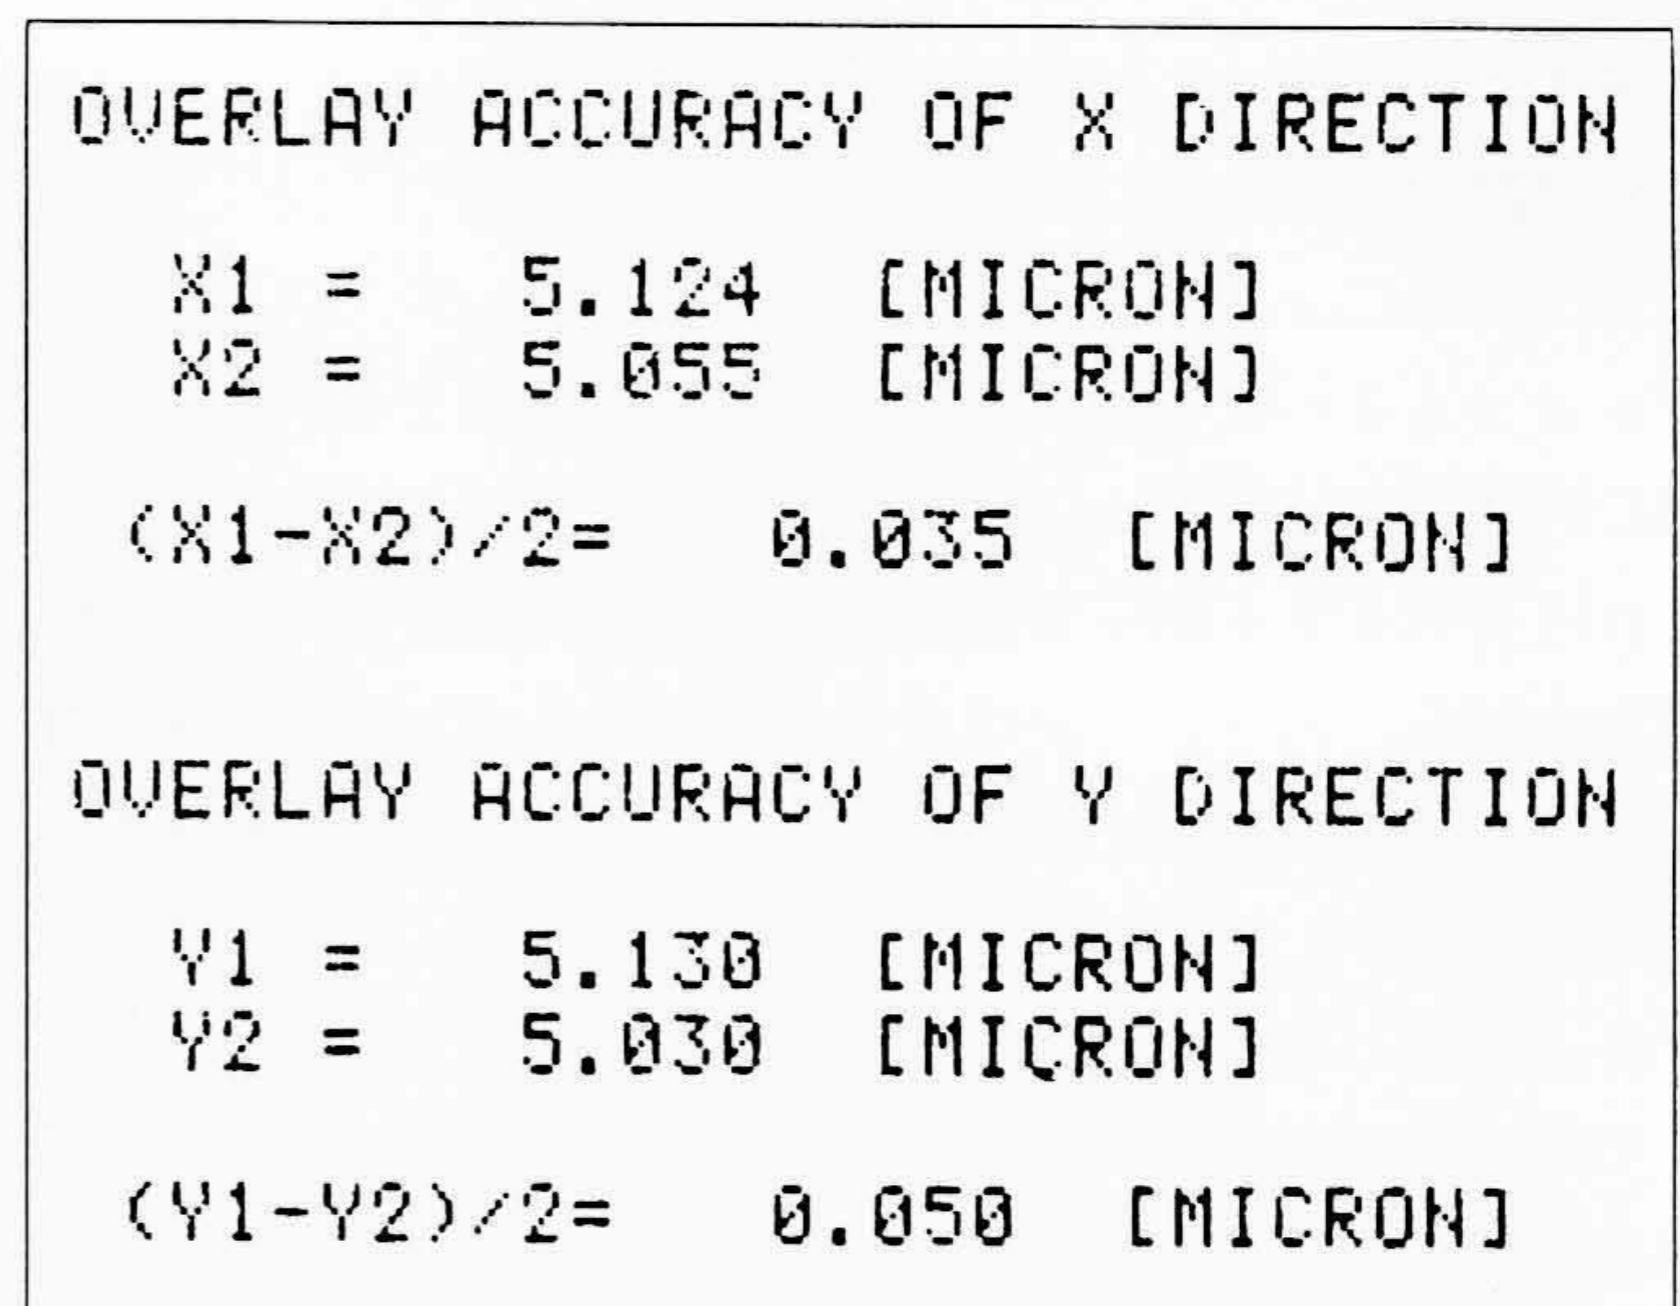 OVERLAY ACCURACY OF X DIRECTION
X1 = 5.124 [MICRON]
X2 = 5.055 [MICRON]
(X1-X2)/2= 0.035 [MICRON]
OVERLAY ACCURACY OF Y DIRECTION
Y1 = 5.130 [MICRON]
Y2 = 5.030 [MICRON]
(Y1-Y2)/2= 0.050 [MICRON]